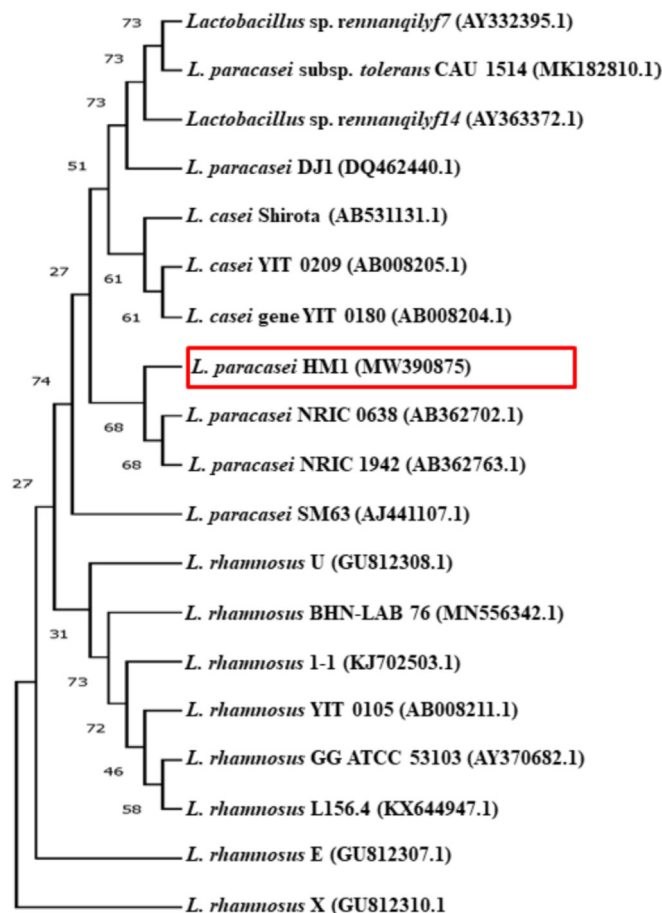 73
Lactobacillus sp. rennanqilyf7 (AY332395.1)
73
L. paracasei subsp. tolerans CAU 1514 (MK182810.1)
73
Lactobacillus sp. rennanqilyf14 (AY363372.1)
51
L. paracasei DJ1 (DQ462440.1)
L. casei Shirota (AB531131.1)
27
61
L. casei YIT 0209 (AB008205.1)
61
L. casei gene YIT 0180 (AB008204.1)
L. paracasei HM1 (MW390875)
74
68
L. paracasei NRIC 0638 (AB362702.1)
68
L. paracasei NRIC 1942 (AB362763.1)
27
L. paracasei SM63 (AJ441107.1)
L. rhamnosus U (GU812308.1)
31
L. rhamnosus BHN-LAB 76 (MN556342.1)
73
L. rhamnosus 1-1 (KJ702503.1)
72
L. rhamnosus YIT 0105 (AB008211.1)
46
L. rhamnosus GG ATCC 53103 (AY370682.1)
58
L. rhamnosus L156.4 (KX644947.1)
L. rhamnosus E (GU812307.1)
L. rhamnosus X (GU812310.1